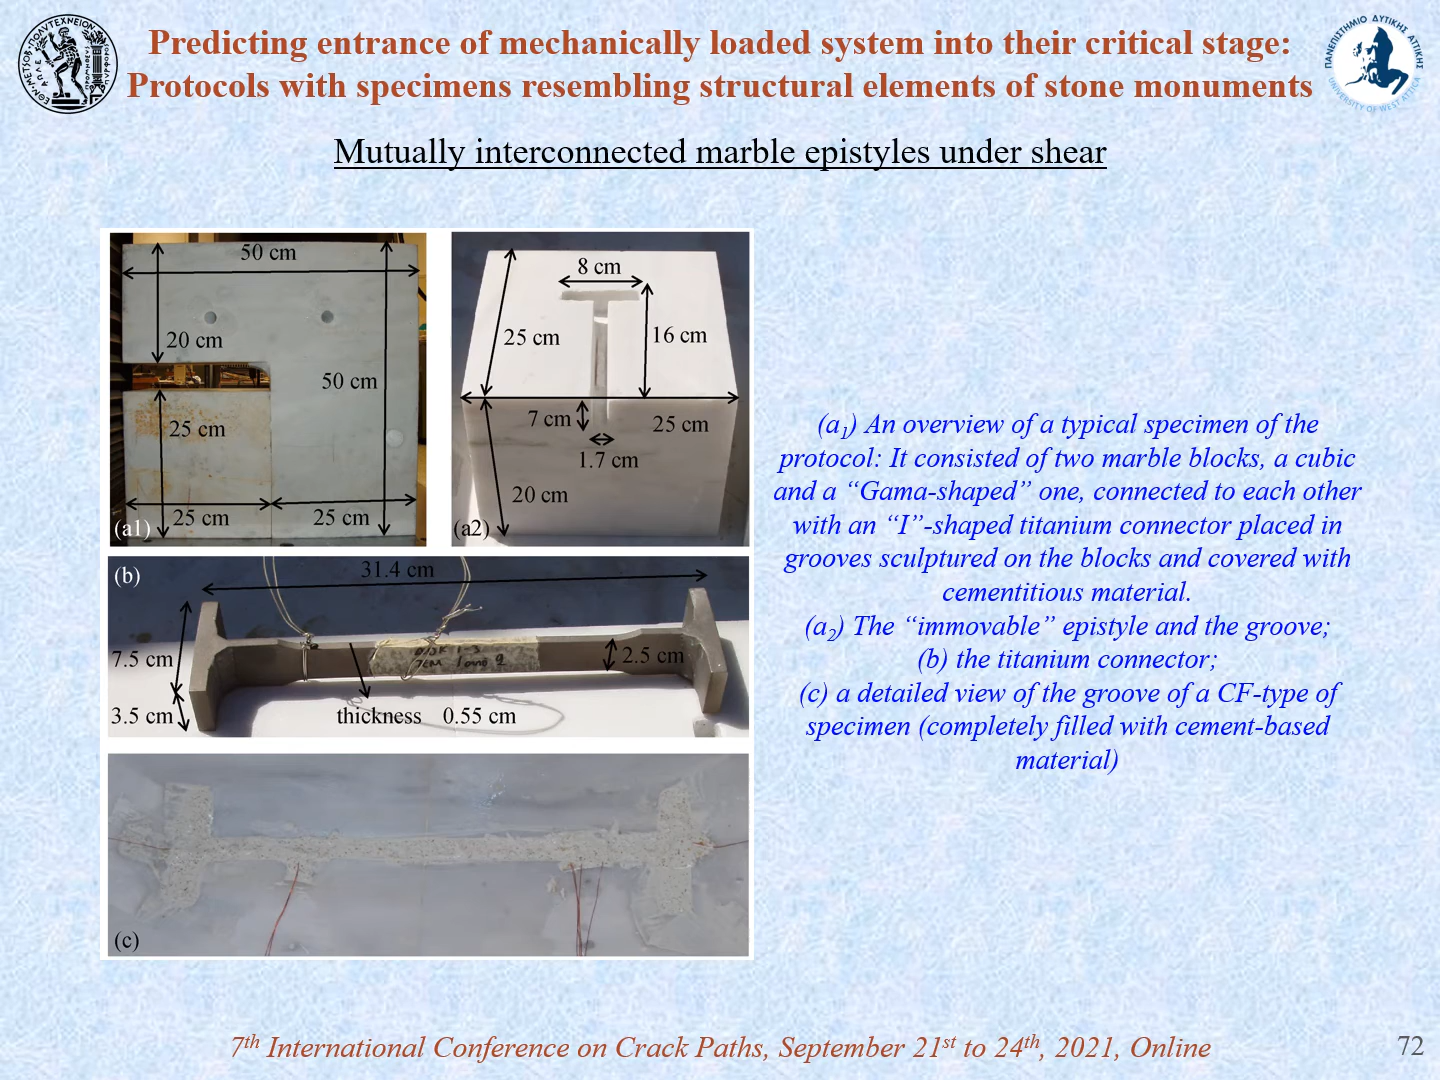 Predicting entrance of mechanically loaded system into their critical stage:
Protocols with specimens resembling structural elements of stone monuments
ΠΑΝΕΠΙΣΤΗΜΙΟ ΔΥΤΙΚΗΣ ΑΤΤΙΚΗΣ
UNIVERSITY OF WEST ATTICA
Mutually interconnected marble epistyles under shear
50 cm
20 cm
50 cm
25 cm
25 cm
25 cm
(a1)
8 cm
25 cm
16 cm
7 cm
25 cm
1.7 cm
20 cm
(a2)
(b)
31.4 cm
7.5 cm
2.5 cm
3.5 cm
thickness 0.55 cm
(c)
(a1) An overview of a typical specimen of the
protocol: It consisted of two marble blocks, a cubic
and a “Gama-shaped” one, connected to each other
with an “I”-shaped titanium connector placed in
grooves sculptured on the blocks and covered with
cementitious material.
(a2) The “immovable” epistyle and the groove;
(b) the titanium connector;
(c) a detailed view of the groove of a CF-type of
specimen (completely filled with cement-based
material)
7th International Conference on Crack Paths, September 21st to 24th, 2021, Online
72